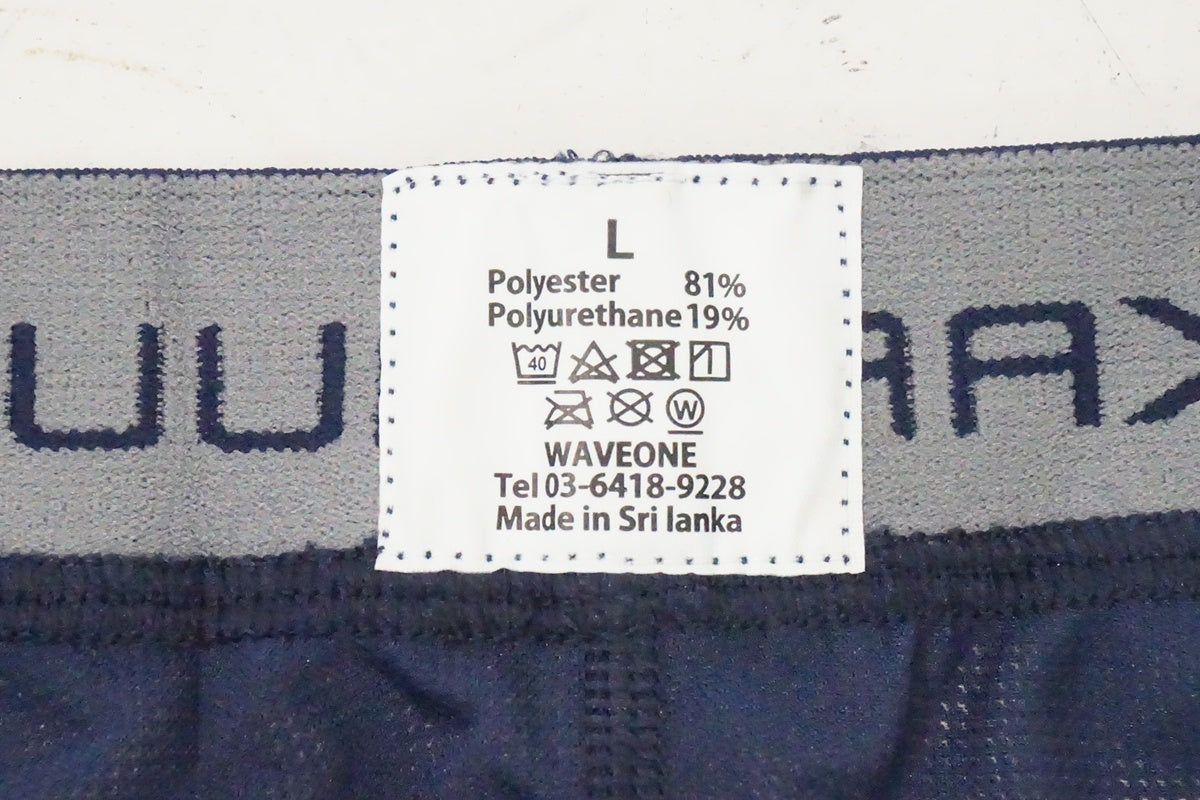 L
Polyester 81%
Polyurethane 19%
40
W
WAVEONE
Tel 03-6418-9228
Made in Sri lanka